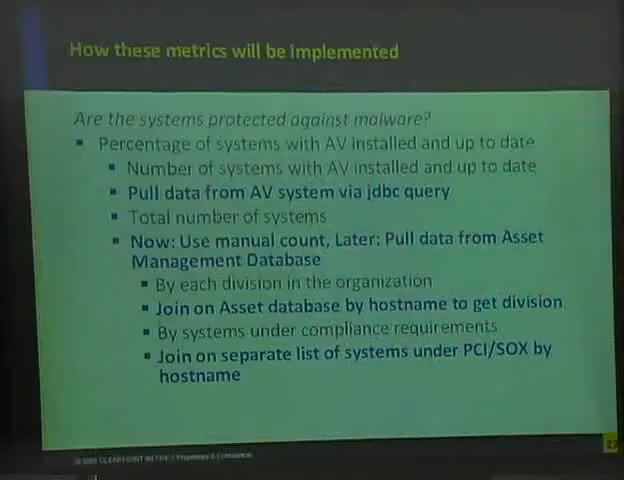 How these metrics will be implemented
Are the systems protected against malware?
Percentage of systems with AV installed and up to date
Number of systems with AV installed and up to date
Pull data from AV system via jdbc query
Total number of systems
Now: Use manual count, Later: Pull data from Asset
Management Database
By each division in the organization
Join on Asset database by hostname to get division
By systems under compliance requirements
Join on separate list of systems under PCI/SOX by
hostname